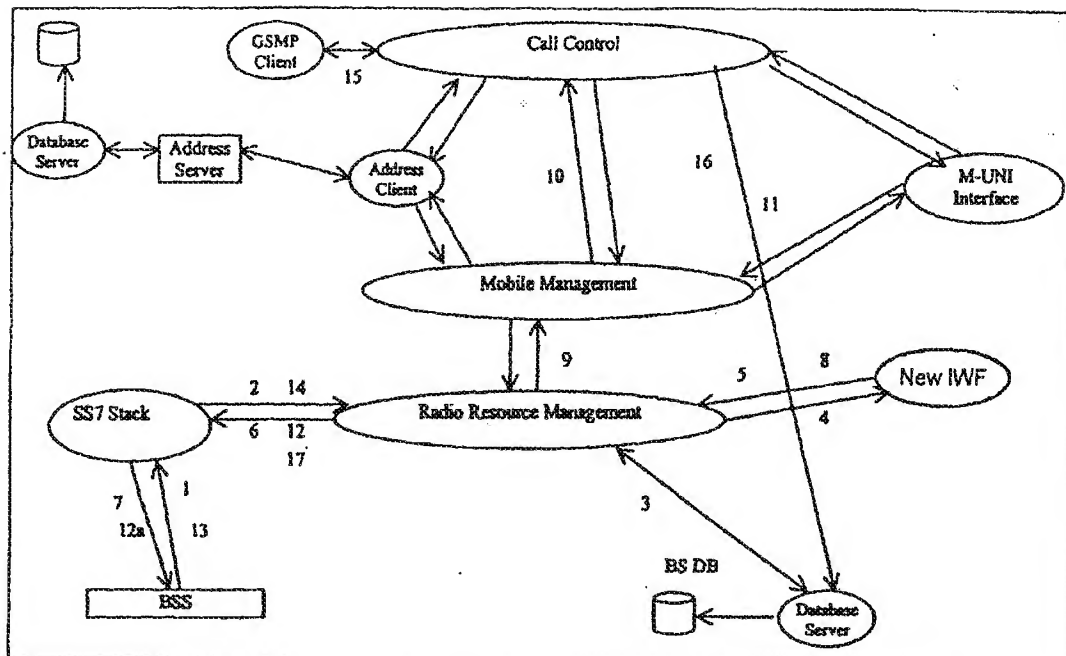 GSMP
Client
Call Control
15
Database
Server
Address
Server
Address
Client
10
16
11
M-UNI
Interface
Mobile Management
9
5
8
New IWF
SS7 Stack
2 14
Radio Resource Management
4
6 12
17
1
7
12a
13
3
BS DB
BSS
Database
Server